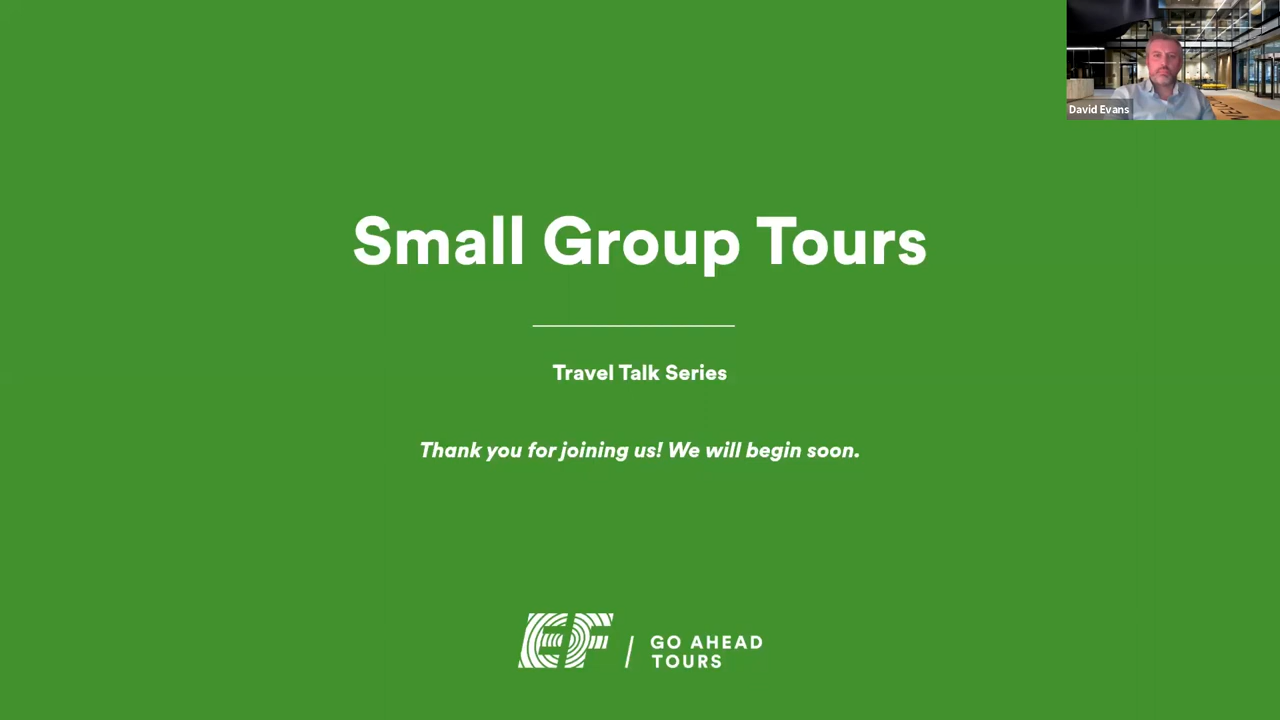 David Evans
Small Group Tours
Travel Talk Series
Thank you for joining us! We will begin soon.
EF / GO AHEAD
TOURS